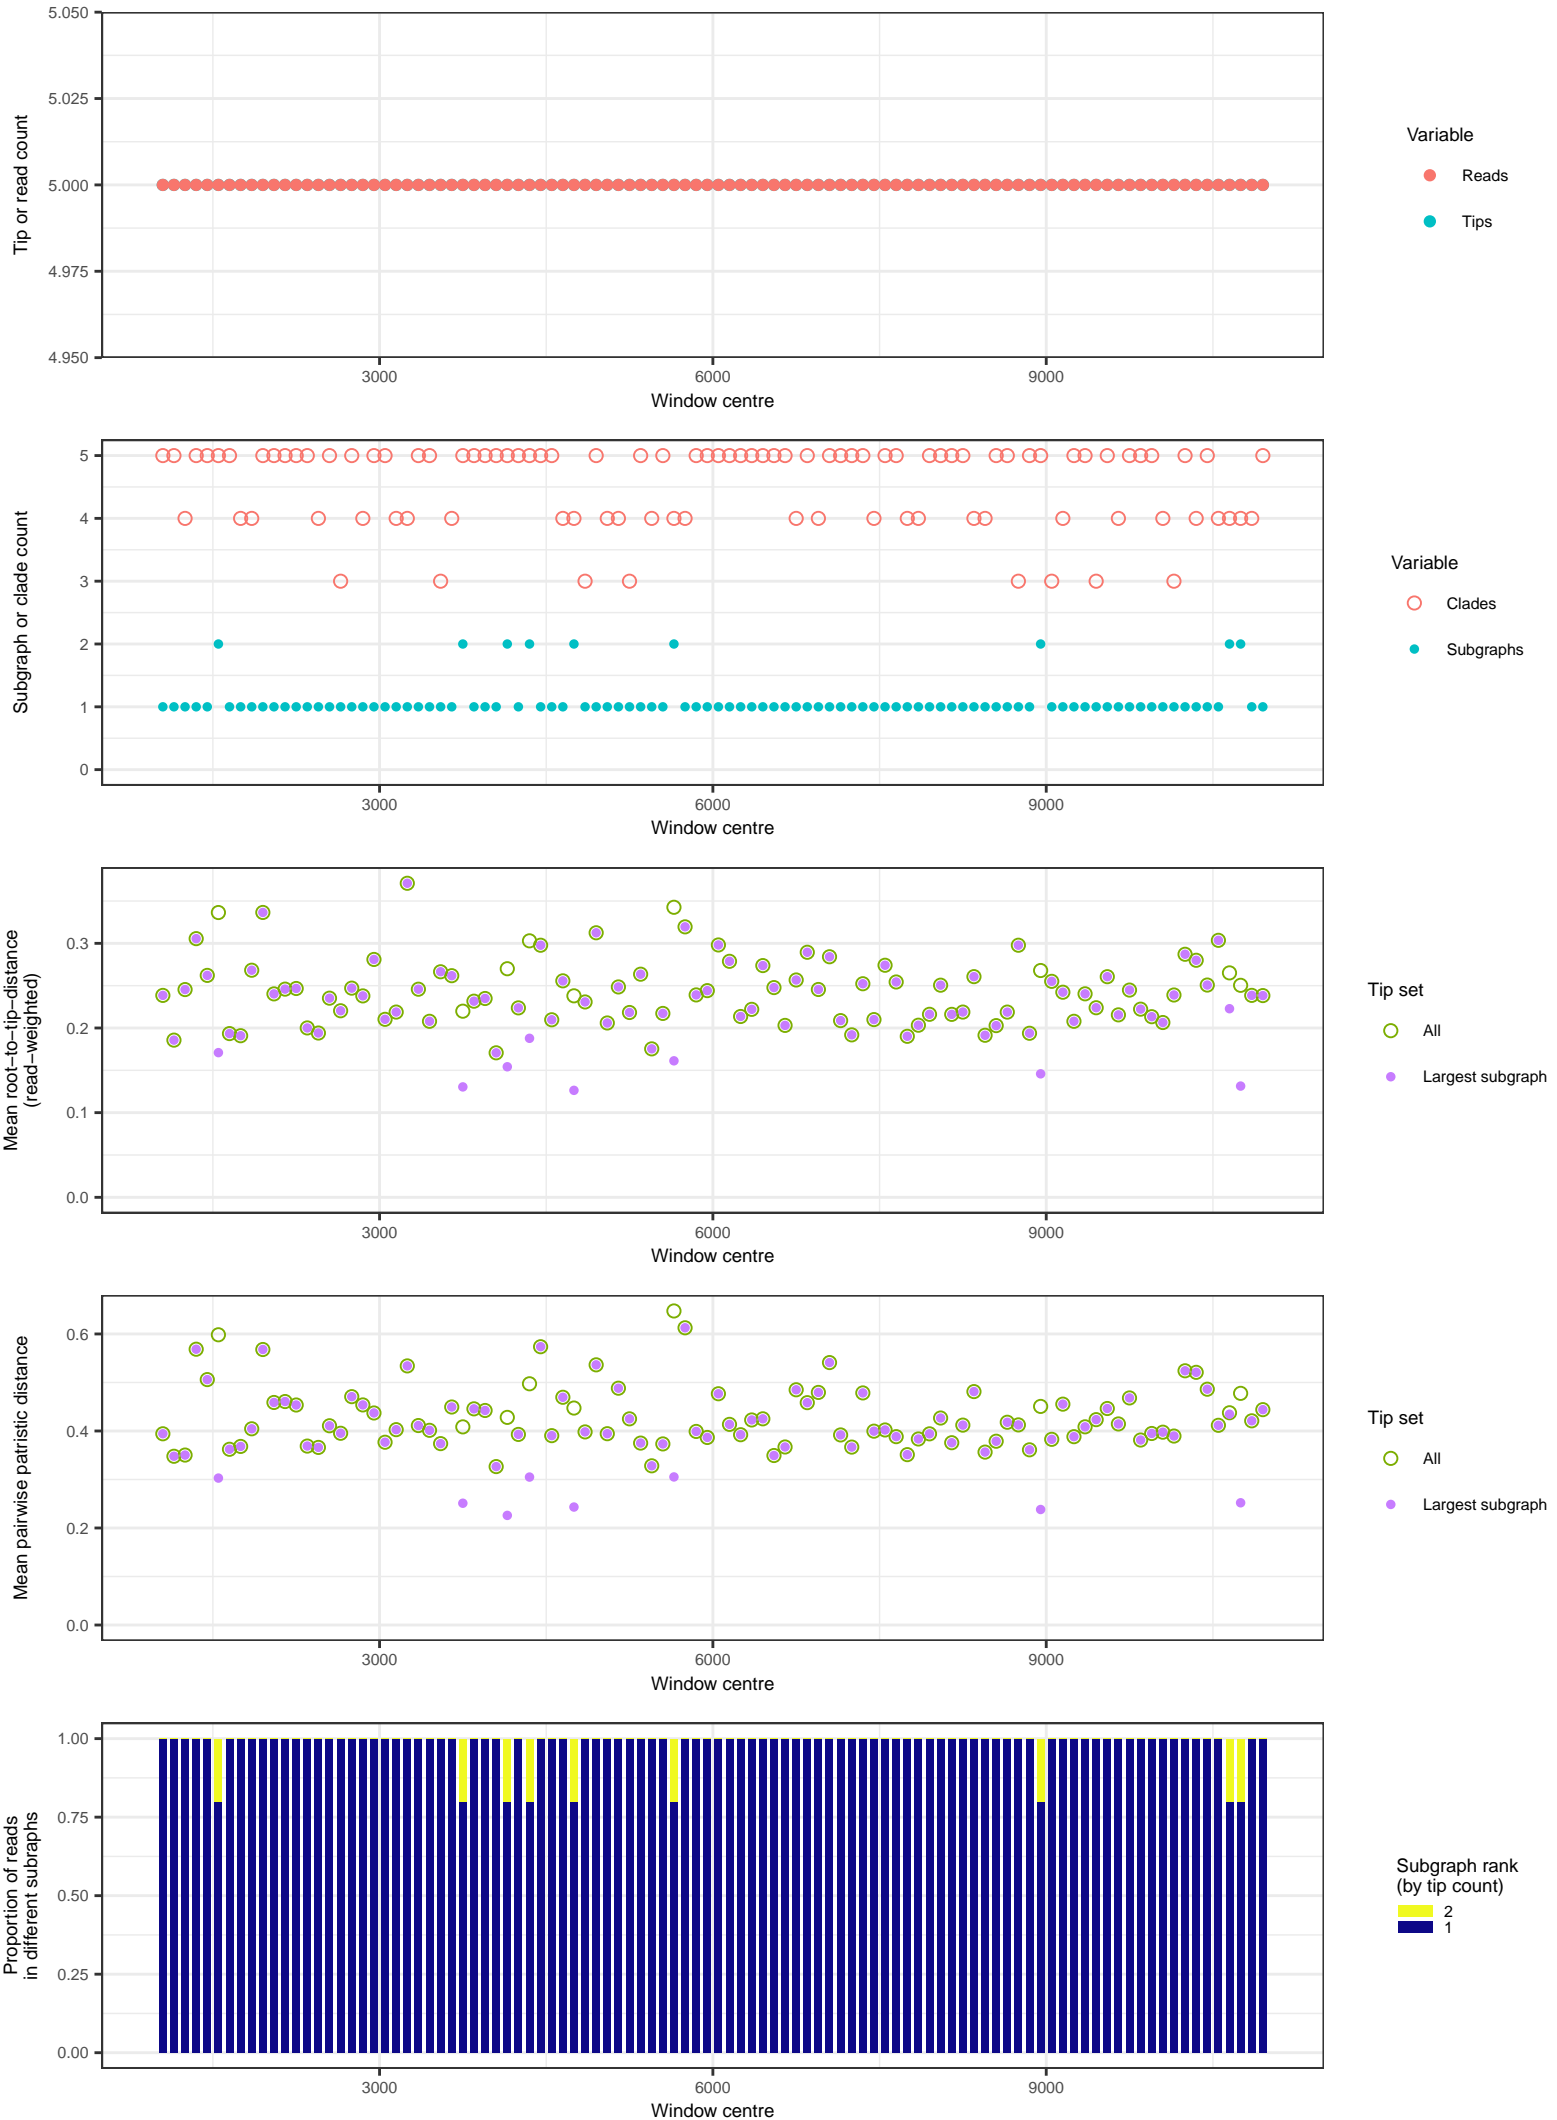 5.050
5.025
5.000
4.975
4.950
Tip or read count
3000 6000 9000
Window centre
Variable
Reads
Tips
5
4
3
2
1
0
Subgraph or clade count
3000 6000 9000
Window centre
Variable
Clades
Subgraphs
0.3
0.2
0.1
0.0
Mean root−to−tip−distance
(read−weighted)
3000 6000 9000
Window centre
Tip set
All
Largest subgraph
0.6
0.4
0.2
0.0
Mean pairwise patristic distance
3000 6000 9000
Window centre
Tip set
All
Largest subgraph
1.00
0.75
0.50
0.25
0.00
Proportion of reads
in different subraphs
3000 6000 9000
Window centre
Subgraph rank
(by tip count)
2
1